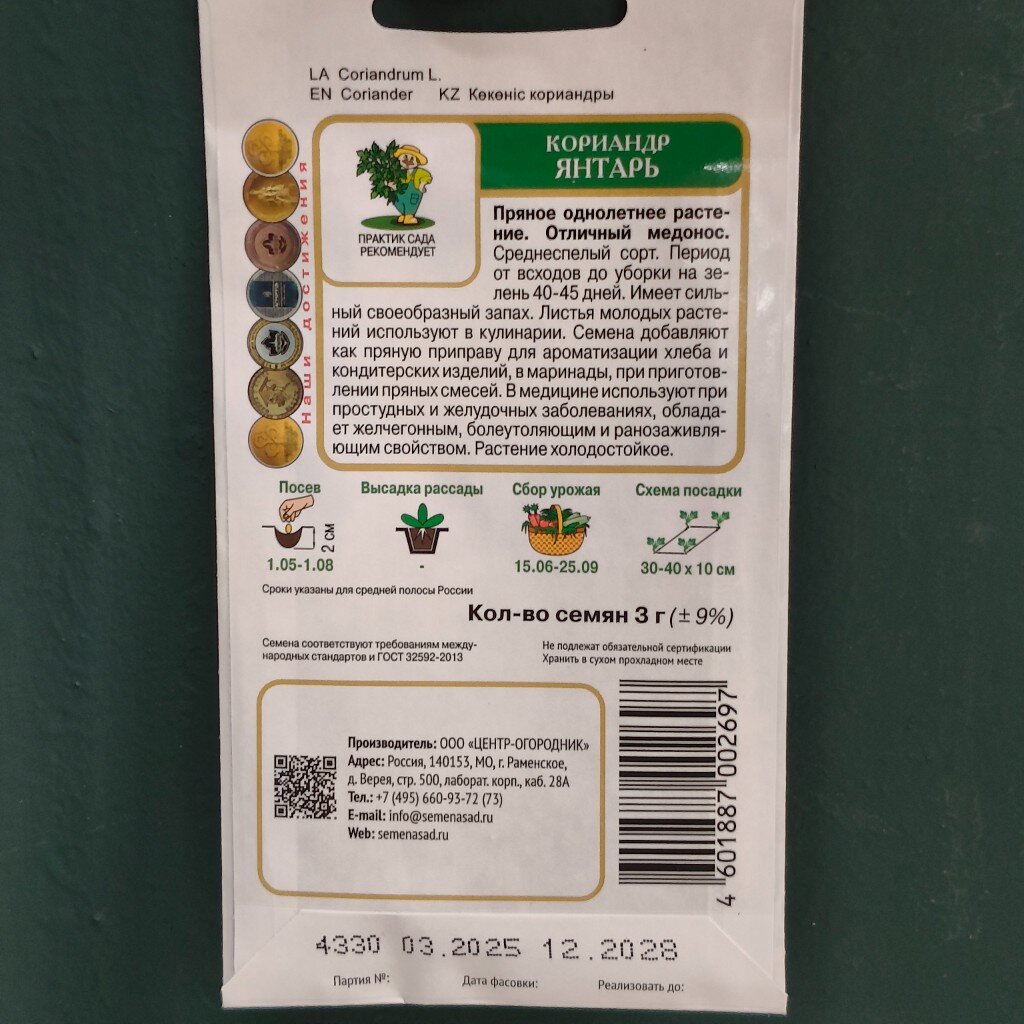 LA Coriandrum L.
EN Coriander KZ Көкөніс кориандры
Наши достижения
ПРАКТИК САДА
РЕКОМЕНДУЕТ
КОРИАНДР
ЯНТАРЬ
Пряное однолетнее расте-
ние. Отличный медонос.
Среднеспелый сорт. Период
от всходов до уборки на зе-
лень 40-45 дней. Имеет силь-
ный своеобразный запах. Листья молодых расте-
ний используют в кулинарии. Семена добавляют
как пряную приправу для ароматизации хлеба и
кондитерских изделий, в маринады, при приготов-
лении пряных смесей. В медицине используют при
простудных и желудочных заболеваниях, облада-
ет желчегонным, болеутоляющим и ранозаживля-
ющим свойством. Растение холодостойкое.
Посев Высадка рассады Сбор урожая Схема посадки
2 см
1.05-1.08 - 15.06-25.09 30-40 х 10 см
Сроки указаны для средней полосы России
Кол-во семян 3 г (± 9%)
Семена соответствуют требованиям между-
народных стандартов и ГОСТ 32592-2013
Не подлежат обязательной сертификации
Хранить в сухом прохладном месте
Производитель: ООО «ЦЕНТР-ОГОРОДНИК»
Адрес: Россия, 140153, МО, г. Раменское,
д. Верея, стр. 500, лаборат. корп., каб. 28А
Тел.: +7 (495) 660-93-72 (73)
E-mail: info@semenasad.ru
Web: semenasad.ru
4 601887 002697
4330 03.2025 12.2028
Партия №: Дата фасовки: Реализовать до: